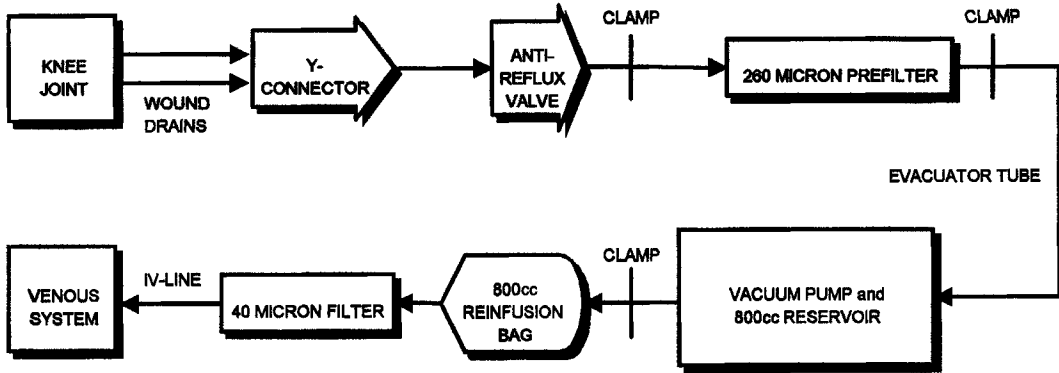 CLAMP
CLAMP
KNEE
JOINT
Y-
CONNECTOR
ANTI-
REFLUX
VALVE
260 MICRON PREFILTER
WOUND
DRAINS
EVACUATOR TUBE
CLAMP
VENOUS
SYSTEM
IV-LINE
40 MICRON FILTER
800cc
REINFUSION
BAG
VACUUM PUMP and
800cc RESERVOIR